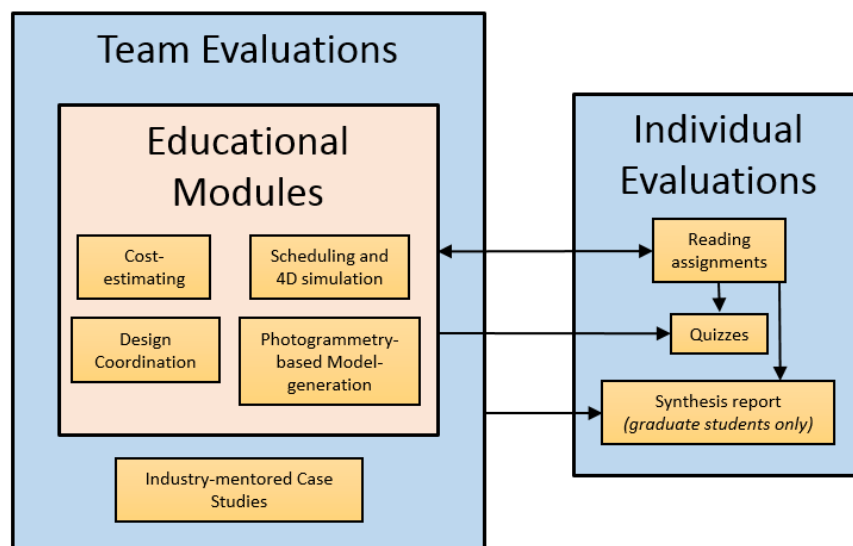 Team Evaluations
Educational
Modules
Cost-
estimating
Scheduling and
4D simulation
Design
Coordination
Photogrammetry-
based Model-
generation
Industry-mentored Case
Studies
Individual
Evaluations
Reading
assignments
Quizzes
Synthesis report
(graduate students only)